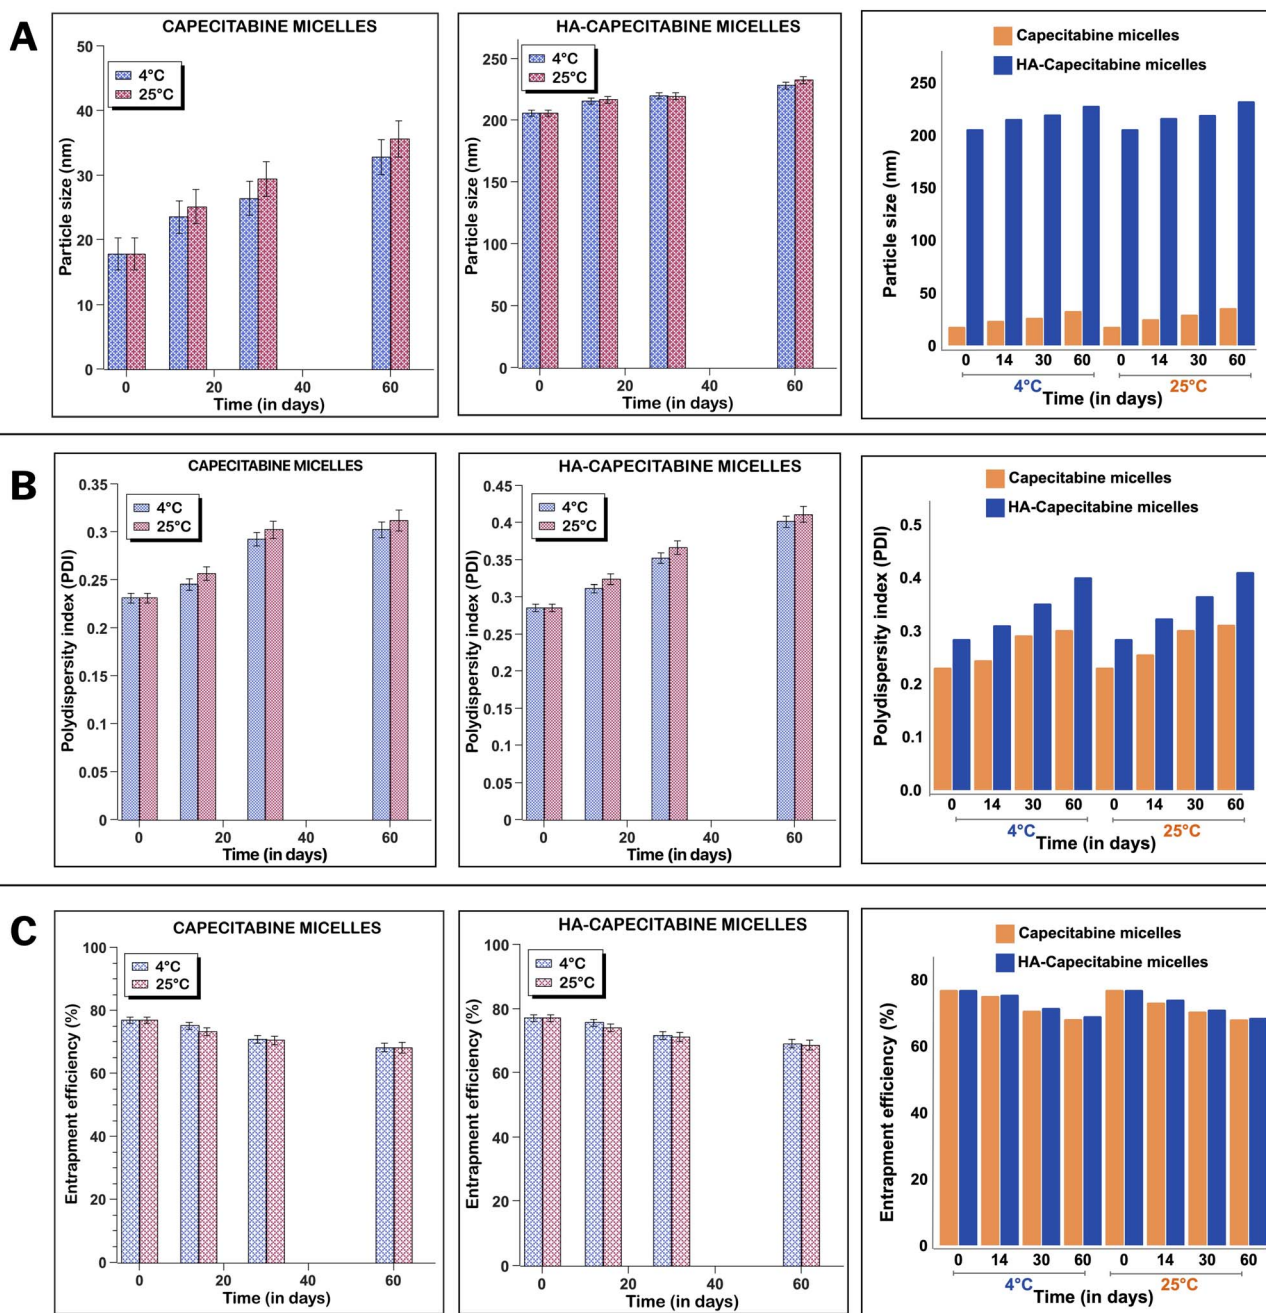 A
CAPECITABINE MICELLES
4°C
25°C
50
40
30
20
10
0
Particle size (nm)
0 20 40 60
Time (in days)
HA-CAPECITABINE MICELLES
4°C
25°C
250
200
150
100
50
0
Particle size (nm)
0 20 40 60
Time (in days)
Capecitabine micelles
HA-Capecitabine micelles
250
200
150
100
50
0
Particle size (nm)
0 14 30 60 0 14 30 60
4°C 25°C
Time (in days)
B
CAPECITABINE MICELLES
4°C
25°C
0.35
0.3
0.25
0.2
0.15
0.1
0.05
0
Polydispersity index (PDI)
0 20 40 60
Time (in days)
HA-CAPECITABINE MICELLES
4°C
25°C
0.45
0.4
0.35
0.3
0.25
0.2
0.15
0.1
0.05
0
Polydispersity index (PDI)
0 20 40 60
Time (in days)
Capecitabine micelles
HA-Capecitabine micelles
0.5
0.4
0.3
0.2
0.1
0.0
Polydispersity index (PDI)
0 14 30 60 0 14 30 60
4°C 25°C
Time (in days)
C
CAPECITABINE MICELLES
4°C
25°C
100
80
60
40
20
0
Entrapment efficiency (%)
0 20 40 60
Time (in days)
HA-CAPECITABINE MICELLES
4°C
25°C
100
80
60
40
20
0
Entrapment efficiency (%)
0 20 40 60
Time (in days)
Capecitabine micelles
HA-Capecitabine micelles
80
60
40
20
0
Entrapment efficiency (%)
0 14 30 60 0 14 30 60
4°C 25°C
Time (in days)